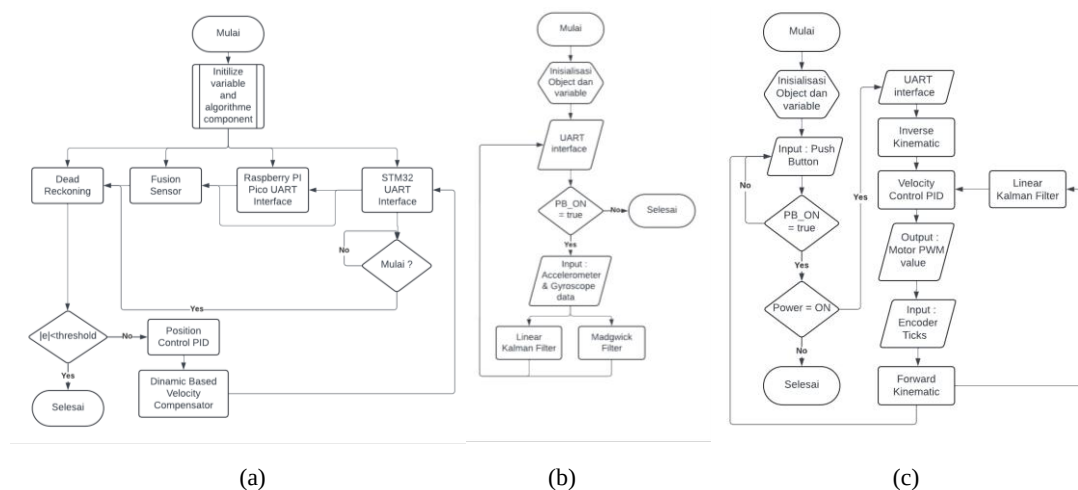 Mulai
Initilize
variable
and
algorithme
component
Dead
Reckoning
Fusion
Sensor
Raspberry PI
Pico UART
Interface
STM32
UART
Interface
No
Mulai ?
Yes
|e|<threshold
No
Position
Control PID
Yes
Dinamic Based
Velocity
Compensator
Selesai
(a)
Mulai
Inisialisasi
Object dan
variable
UART
interface
PB_ON
= true
No
Selesai
Yes
Input :
Accelerometer
& Gyroscope
data
Linear
Kalman Filter
Madgwick
Filter
(b)
Mulai
Inisialisasi
Object dan
variable
Input : Push
Button
No
PB_ON
= true
Yes
Power = ON
Yes
No
Selesai
UART
interface
Inverse
Kinematic
Velocity
Control PID
Linear
Kalman Filter
Output :
Motor PWM
value
Input :
Encoder
Ticks
Forward
Kinematic
(c)